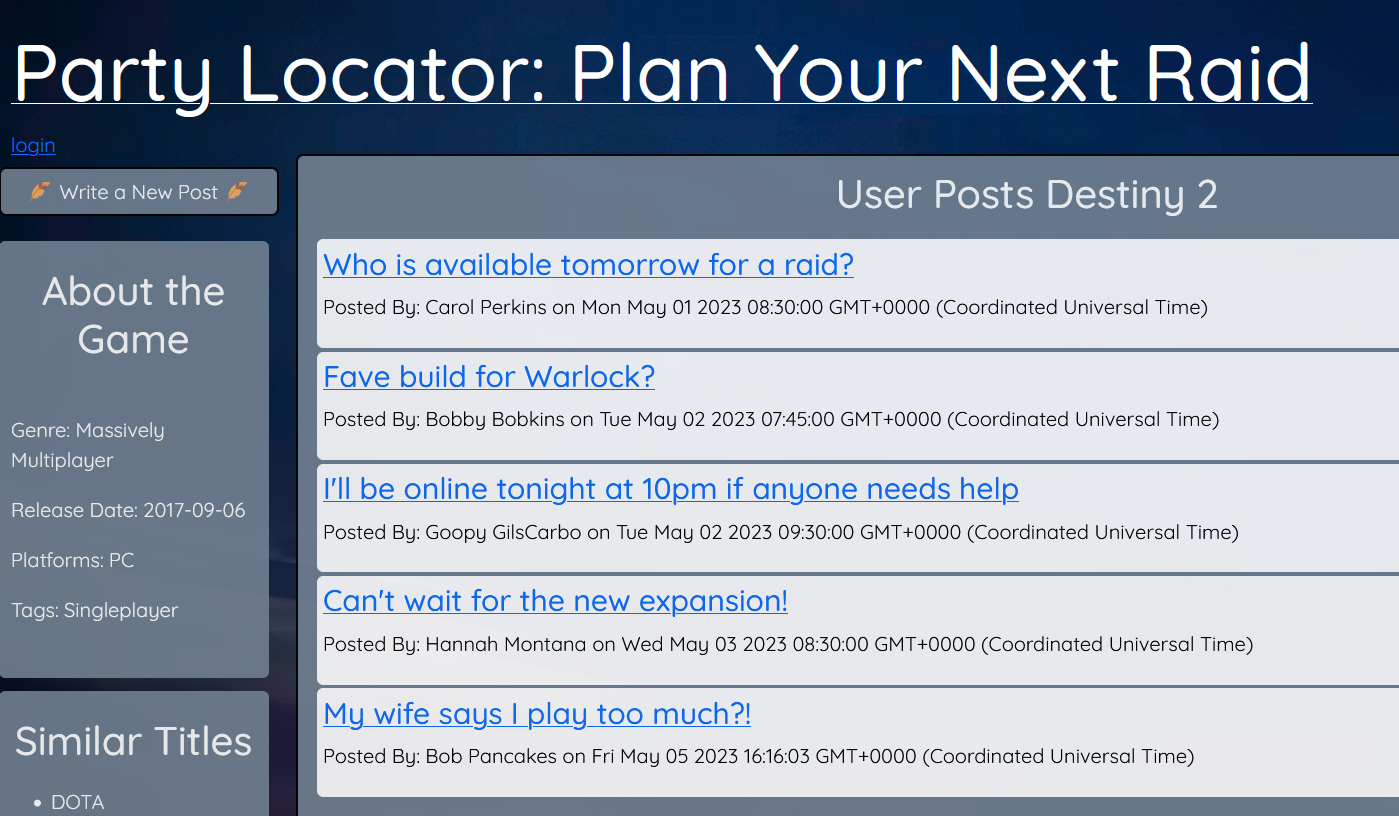 Party Locator: Plan Your Next Raid
login
Write a New Post
About the
Game
Genre: Massively
Multiplayer
Release Date: 2017-09-06
Platforms: PC
Tags: Singleplayer
Similar Titles
• DOTA
User Posts Destiny 2
Who is available tomorrow for a raid?
Posted By: Carol Perkins on Mon May 01 2023 08:30:00 GMT+0000 (Coordinated Universal Time)
Fave build for Warlock?
Posted By: Bobby Bobkins on Tue May 02 2023 07:45:00 GMT+0000 (Coordinated Universal Time)
I'll be online tonight at 10pm if anyone needs help
Posted By: Goopy GilsCarbo on Tue May 02 2023 09:30:00 GMT+0000 (Coordinated Universal Time)
Can't wait for the new expansion!
Posted By: Hannah Montana on Wed May 03 2023 08:30:00 GMT+0000 (Coordinated Universal Time)
My wife says I play too much?!
Posted By: Bob Pancakes on Fri May 05 2023 16:16:03 GMT+0000 (Coordinated Universal Time)